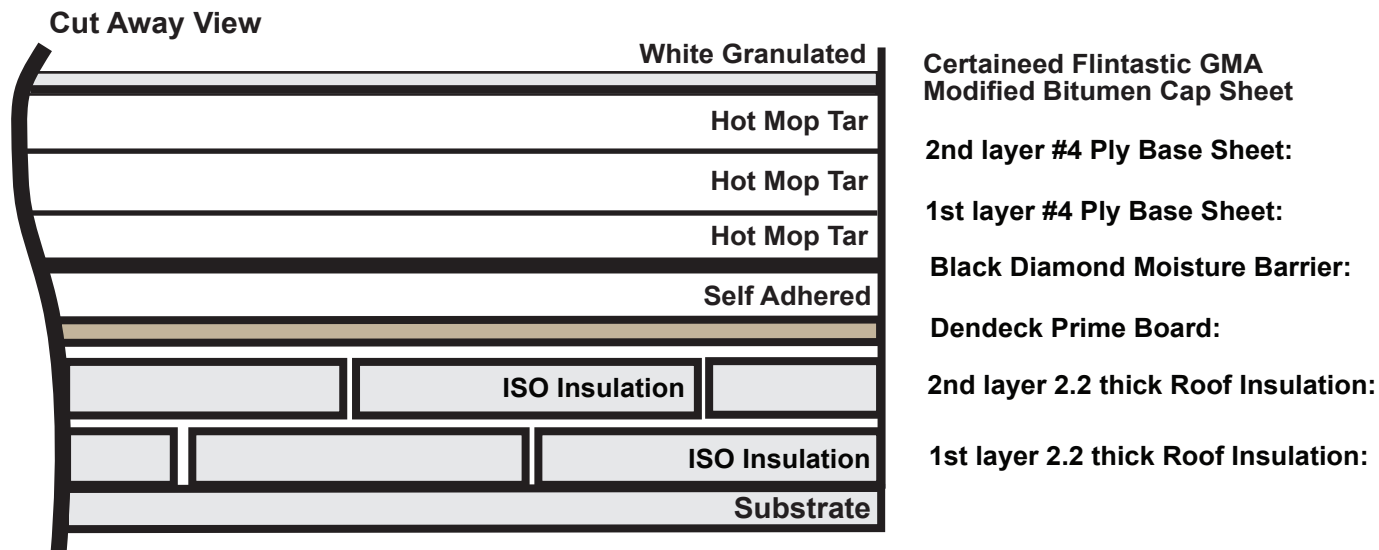 Cut Away View
White Granulated
Certaineed Flintastic GMA
Modified Bitumen Cap Sheet
Hot Mop Tar
2nd layer #4 Ply Base Sheet:
Hot Mop Tar
1st layer #4 Ply Base Sheet:
Hot Mop Tar
Black Diamond Moisture Barrier:
Self Adhered
Dendeck Prime Board:
ISO Insulation
2nd layer 2.2 thick Roof Insulation:
ISO Insulation
1st layer 2.2 thick Roof Insulation:
Substrate